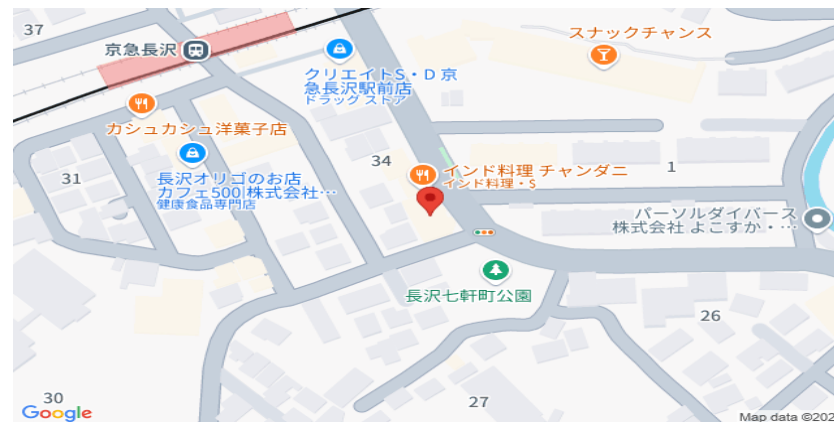 37
スナックチャンス
京急長沢
クリエイトS・D 京
急長沢駅前店
ドラッグ ストア
カシュカシュ洋菓子店
34
インド料理 チャンダニ
インド料理・$
1
31
長沢オリゴのお店
カフェ500|株式会社…
健康食品専門店
パーソルダイバース
株式会社 よこすか・…
長沢七軒町公園
26
30
27
Google
Map data ©202